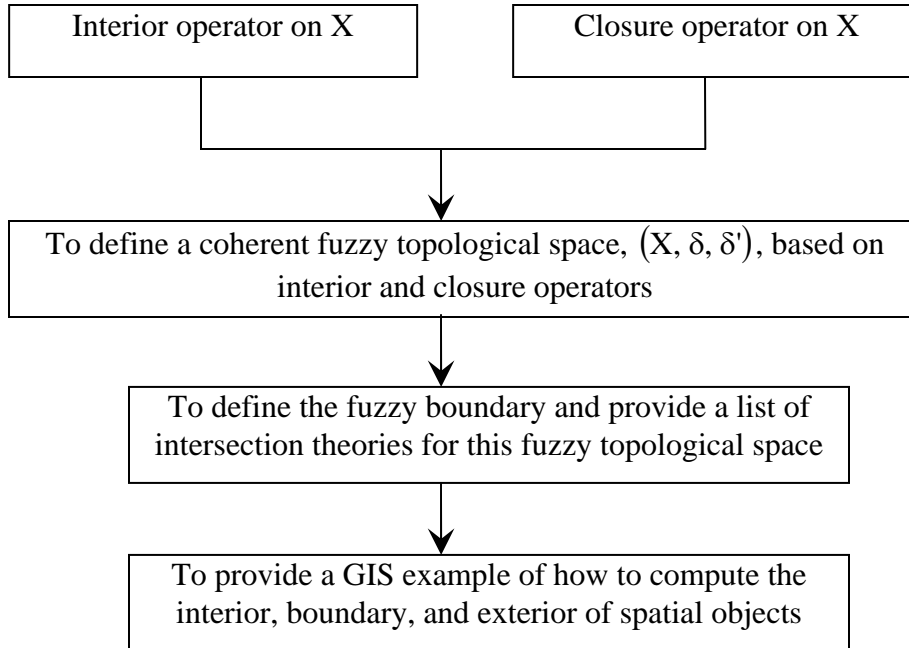 Interior operator on X
Closure operator on X
To define a coherent fuzzy topological space, (X, δ, δ'), based on
interior and closure operators
To define the fuzzy boundary and provide a list of
intersection theories for this fuzzy topological space
To provide a GIS example of how to compute the
interior, boundary, and exterior of spatial objects